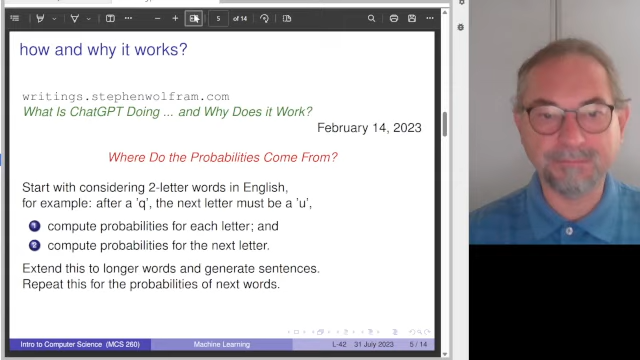 5 of 14
how and why it works?
writings.stephenwolfram.com
What Is ChatGPT Doing ... and Why Does it Work?
February 14, 2023
Where Do the Probabilities Come From?
Start with considering 2-letter words in English,
for example: after a 'q', the next letter must be a 'u',
1 compute probabilities for each letter; and
2 compute probabilities for the next letter.
Extend this to longer words and generate sentences.
Repeat this for the probabilities of next words.
Intro to Computer Science (MCS 260) Machine Learning L-42 31 July 2023 5 / 14